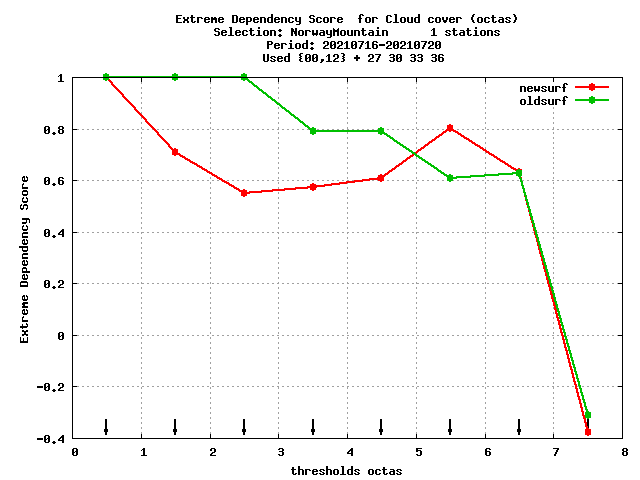 Extreme Dependency Score  for Cloud cover (octas)
Selection: NorwayMountain      1 stations
Period: 20210716-20210720
Used {00,12} + 27 30 33 36
newsurf
oldsurf
Extreme Dependency Score
1
0.8
0.6
0.4
0.2
0
-0.2
-0.4
0 1 2 3 4 5 6 7 8
thresholds octas